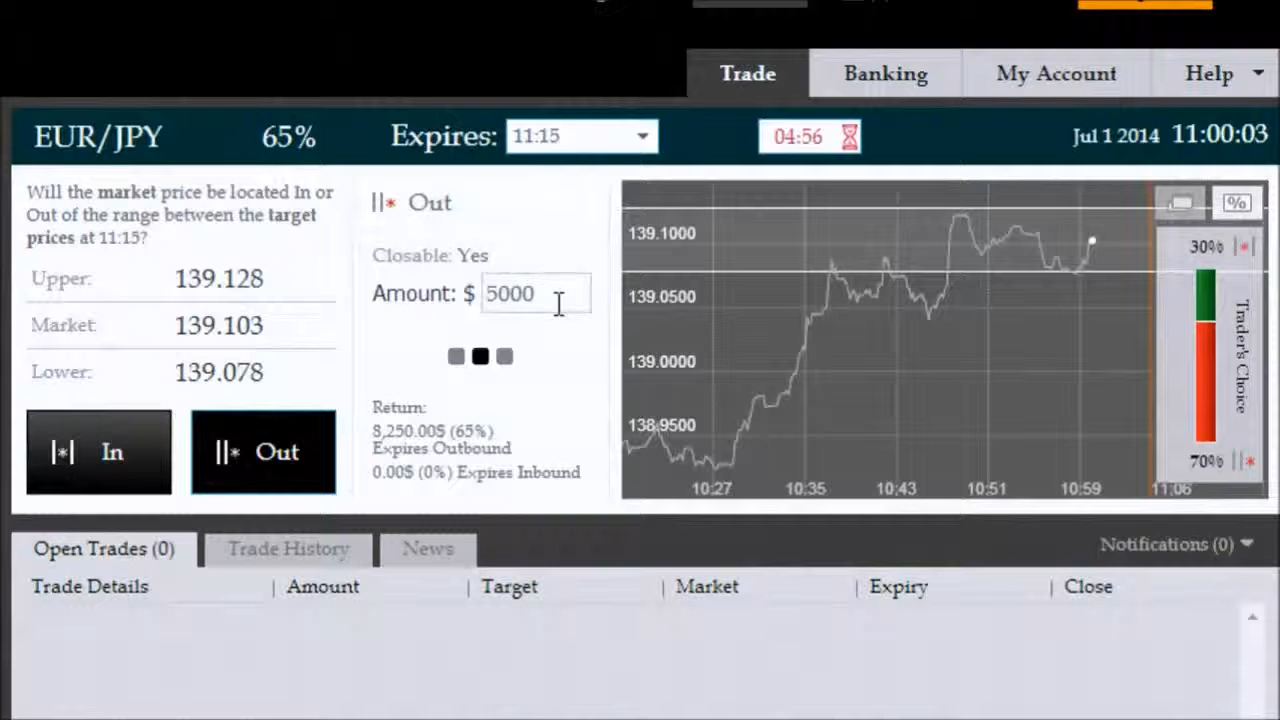 Trade
Banking
My Account
Help
EUR/JPY
65%
Expires: 11:15
04:56
Jul 1 2014 11:00:03
Will the market price be located In or
Out of the range between the target
prices at 11:15?
Upper: 139.128
Market: 139.103
Lower: 139.078
In
Out
Out
Closable: Yes
Amount: $ 5000
Return:
8,250.00$ (65%)
Expires Outbound
0.00$ (0%) Expires Inbound
139.1000
139.0500
139.0000
138.9500
10:27 10:35 10:43 10:51 10:59 11:06
%
30%
Trader's Choice
70%
Open Trades (0)
Trade History
News
Notifications (0)
Trade Details | Amount | Target | Market | Expiry | Close